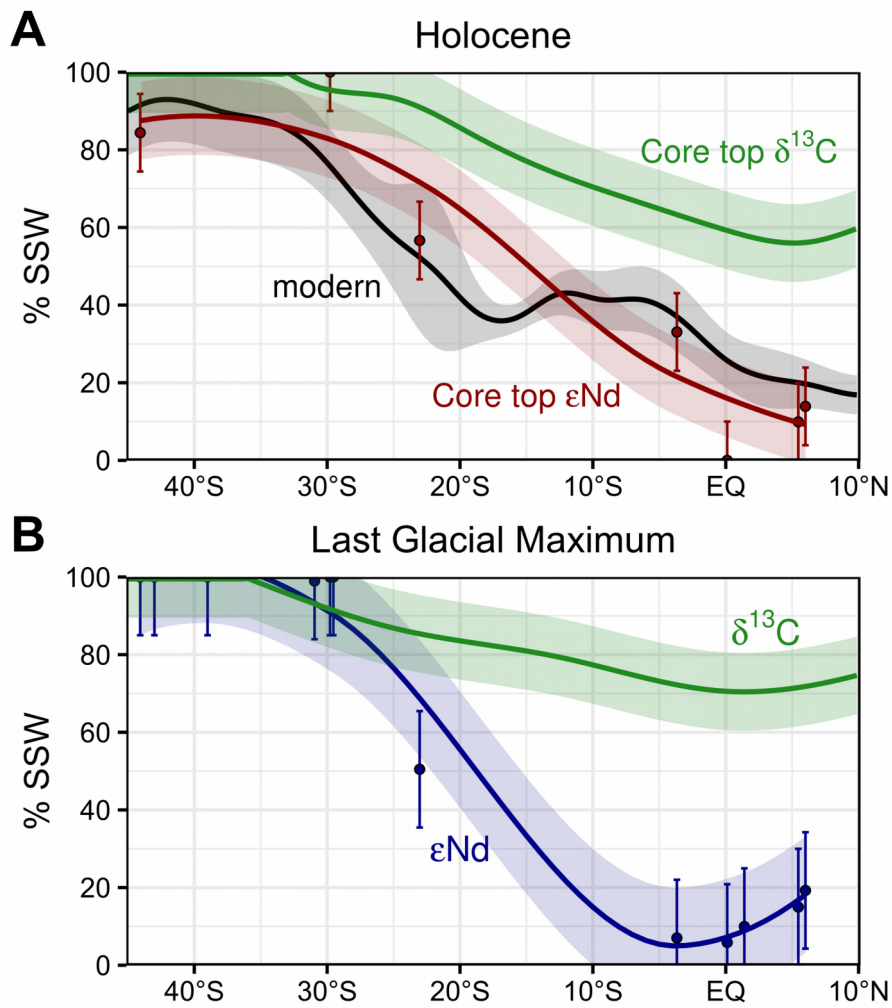 A
Holocene
% SSW
100
80
60
40
20
0
Core top δ¹³C
modern
Core top εNd
40°S 30°S 20°S 10°S EQ 10°N
B
Last Glacial Maximum
% SSW
100
80
60
40
20
0
δ¹³C
εNd
40°S 30°S 20°S 10°S EQ 10°N